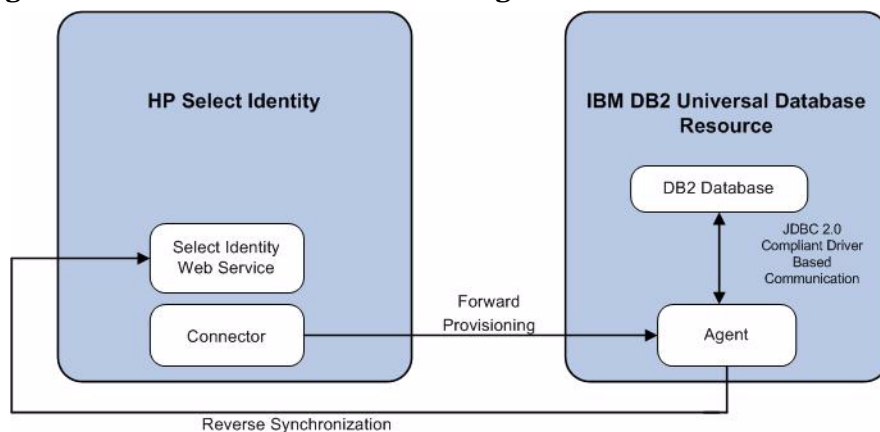 HP Select Identity
IBM DB2 Universal Database
Resource
DB2 Database
JDBC 2.0
Compliant Driver
Based
Communication
Select Identity
Web Service
Forward
Provisioning
Connector
Agent
Reverse Synchronization